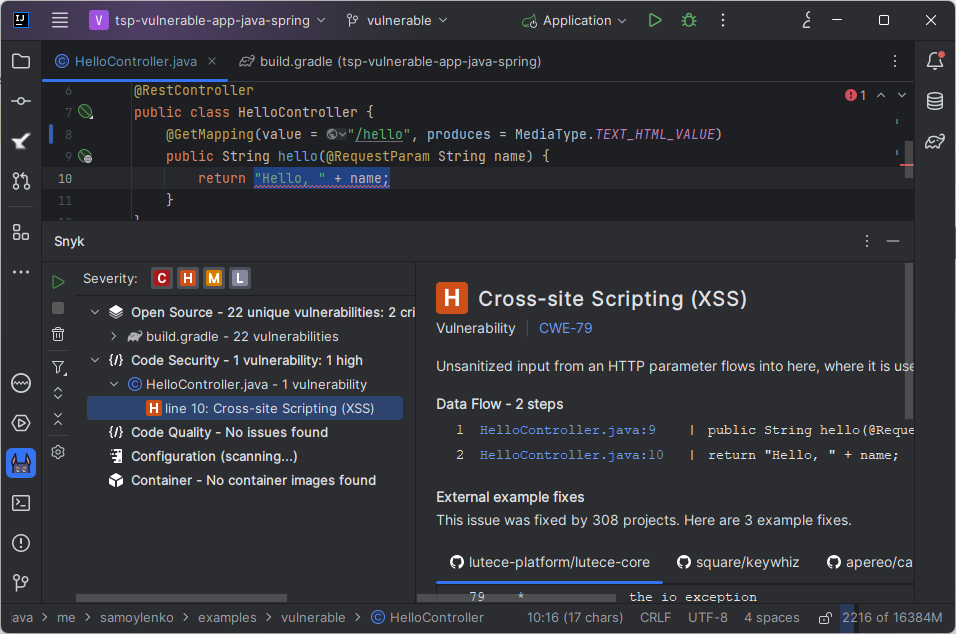 V tsp-vulnerable-app-java-spring vulnerable Application
HelloController.java build.gradle (tsp-vulnerable-app-java-spring)
6 @RestController
7 public class HelloController {
8 @GetMapping(value = "/hello", produces = MediaType.TEXT_HTML_VALUE)
9 public String hello(@RequestParam String name) {
10 return "Hello, " + name;
11 }
1
Snyk
Severity: C H M L
Open Source - 22 unique vulnerabilities: 2 cri
build.gradle - 22 vulnerabilities
Code Security - 1 vulnerability: 1 high
HelloController.java - 1 vulnerability
H line 10: Cross-site Scripting (XSS)
Code Quality - No issues found
Configuration (scanning...)
Container - No container images found
H Cross-site Scripting (XSS)
Vulnerability CWE-79
Unsanitized input from an HTTP parameter flows into here, where it is use
Data Flow - 2 steps
1 HelloController.java:9 | public String hello(@Reque
2 HelloController.java:10 | return "Hello, " + name;
External example fixes
This issue was fixed by 308 projects. Here are 3 example fixes.
lutece-platform/lutece-core square/keywhiz apereo/ca
79 * the io exception
ava > me > samoylenko > examples > vulnerable > HelloController 10:16 (17 chars) CRLF UTF-8 4 spaces 2216 of 16384M